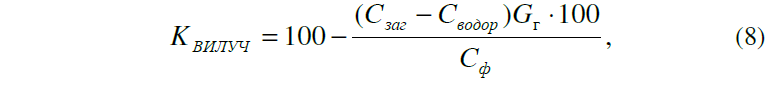 K_ВИЛУЧ = 100 − (C_заг − C_водор)G_г · 100 / C_ф , (8)